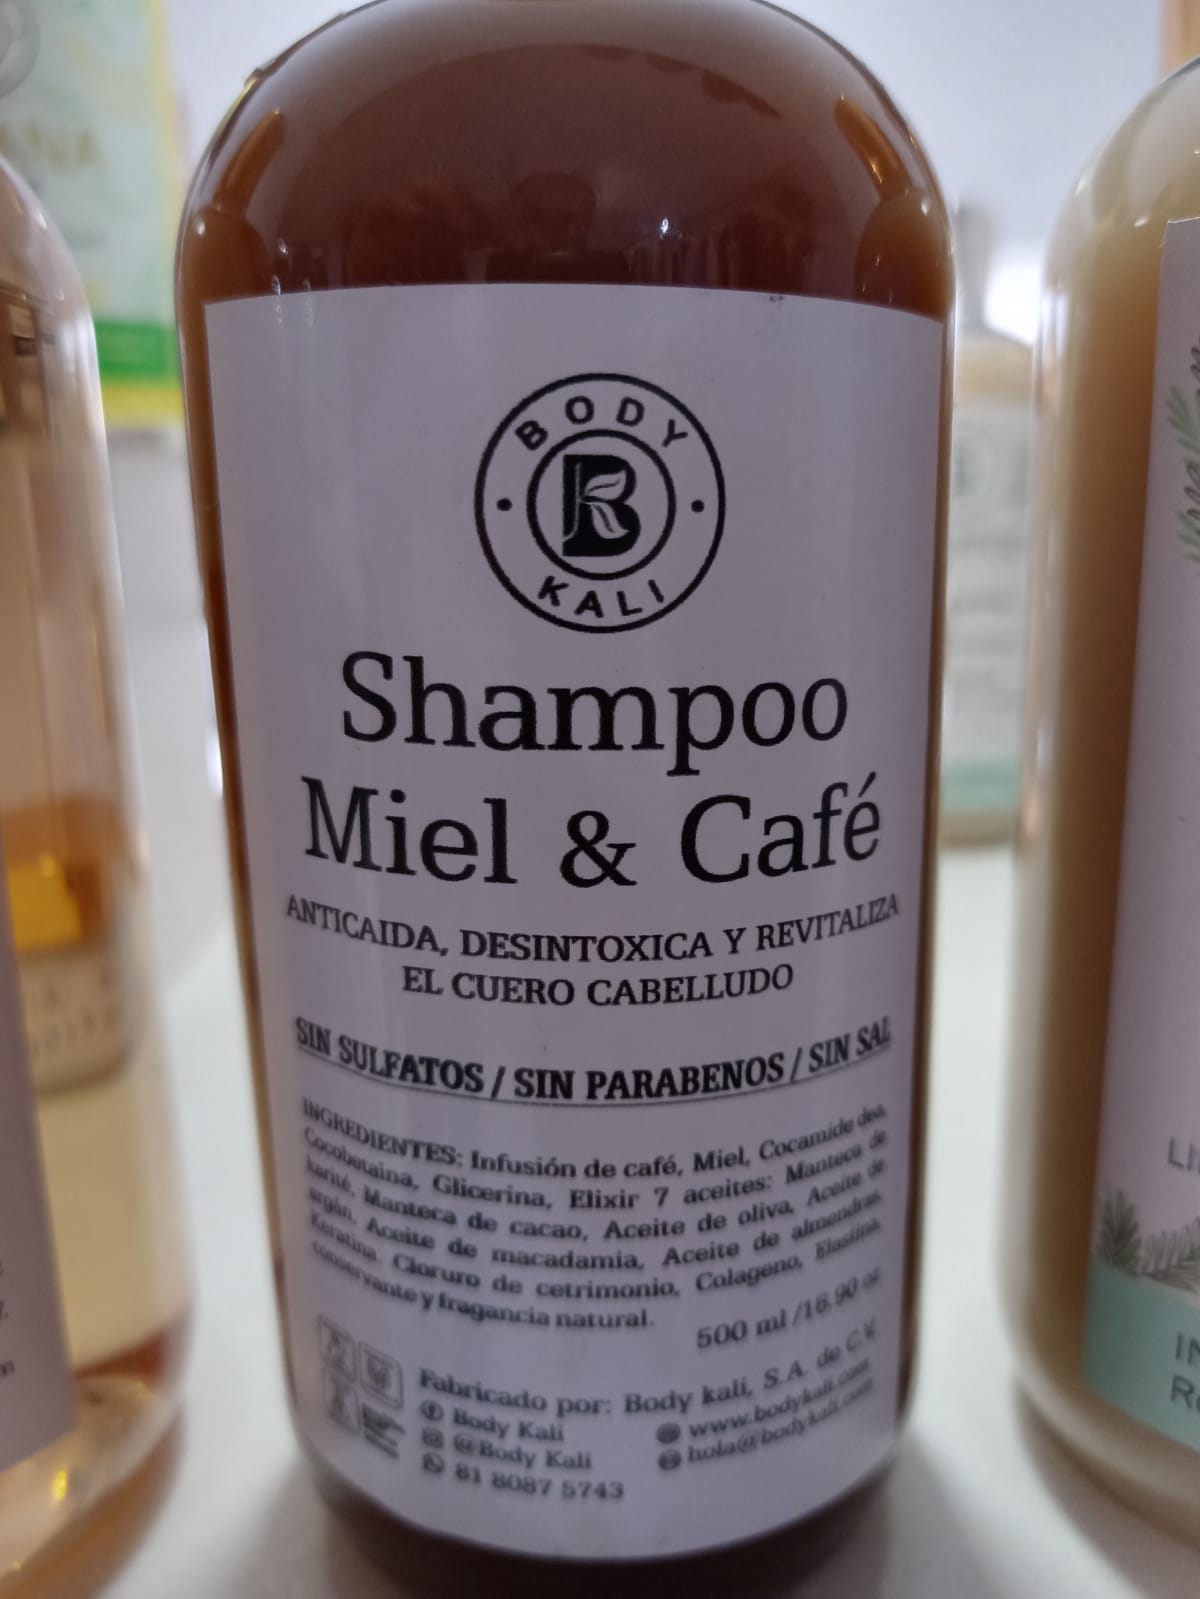 BODY
B
KALI
Shampoo
Miel & Café
ANTICAIDA, DESINTOXICA Y REVITALIZA
EL CUERO CABELLUDO
SIN SULFATOS / SIN PARABENOS / SIN SAL
INGREDIENTES: Infusión de café, Miel, Cocamide dea,
Cocobetaina, Glicerina, Elixir 7 aceites: Manteca de
karité, Manteca de cacao, Aceite de oliva, Aceite de
argán, Aceite de macadamia, Aceite de almendras,
Keratina, Cloruro de cetrimonio, Colageno, Elastina,
conservante y fragancia natural.
500 ml /16.90 oz
Fabricado por: Body kali, S.A. de C.V.
Body Kali
www.bodykali.com
@Body Kali
hola@bodykali.com
81 8087 5743